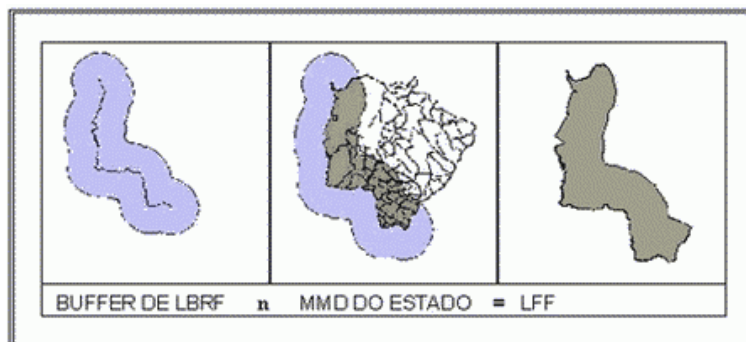 BUFFER DE LBRF n MMD DO ESTADO = LFF